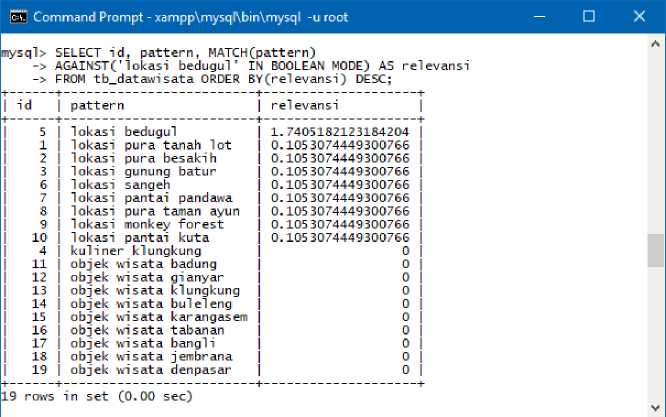 Command Prompt - xampp\mysql\bin\mysql -u root
mysql> SELECT id, pattern, MATCH(pattern)
    -> AGAINST('lokasi bedugul' IN BOOLEAN MODE) AS relevansi
    -> FROM tb_datawisata ORDER BY(relevansi) DESC;
+------+-------------------------+--------------------+
| id   | pattern                 | relevansi          |
+------+-------------------------+--------------------+
|    5 | lokasi bedugul          | 1.7405182123184204 |
|    1 | lokasi pura tanah lot   | 0.1053074449300766 |
|    2 | lokasi pura besakih     | 0.1053074449300766 |
|    3 | lokasi gunung batur     | 0.1053074449300766 |
|    6 | lokasi sangeh           | 0.1053074449300766 |
|    7 | lokasi pantai pandawa   | 0.1053074449300766 |
|    8 | lokasi pura taman ayun  | 0.1053074449300766 |
|    9 | lokasi monkey forest    | 0.1053074449300766 |
|   10 | lokasi pantai kuta      | 0.1053074449300766 |
|    4 | kuliner klungkung       |                  0 |
|   11 | objek wisata badung     |                  0 |
|   12 | objek wisata gianyar    |                  0 |
|   13 | objek wisata klungkung  |                  0 |
|   14 | objek wisata buleleng   |                  0 |
|   15 | objek wisata karangasem |                  0 |
|   16 | objek wisata tabanan    |                  0 |
|   17 | objek wisata bangli     |                  0 |
|   18 | objek wisata jembrana   |                  0 |
|   19 | objek wisata denpasar   |                  0 |
+------+-------------------------+--------------------+
19 rows in set (0.00 sec)